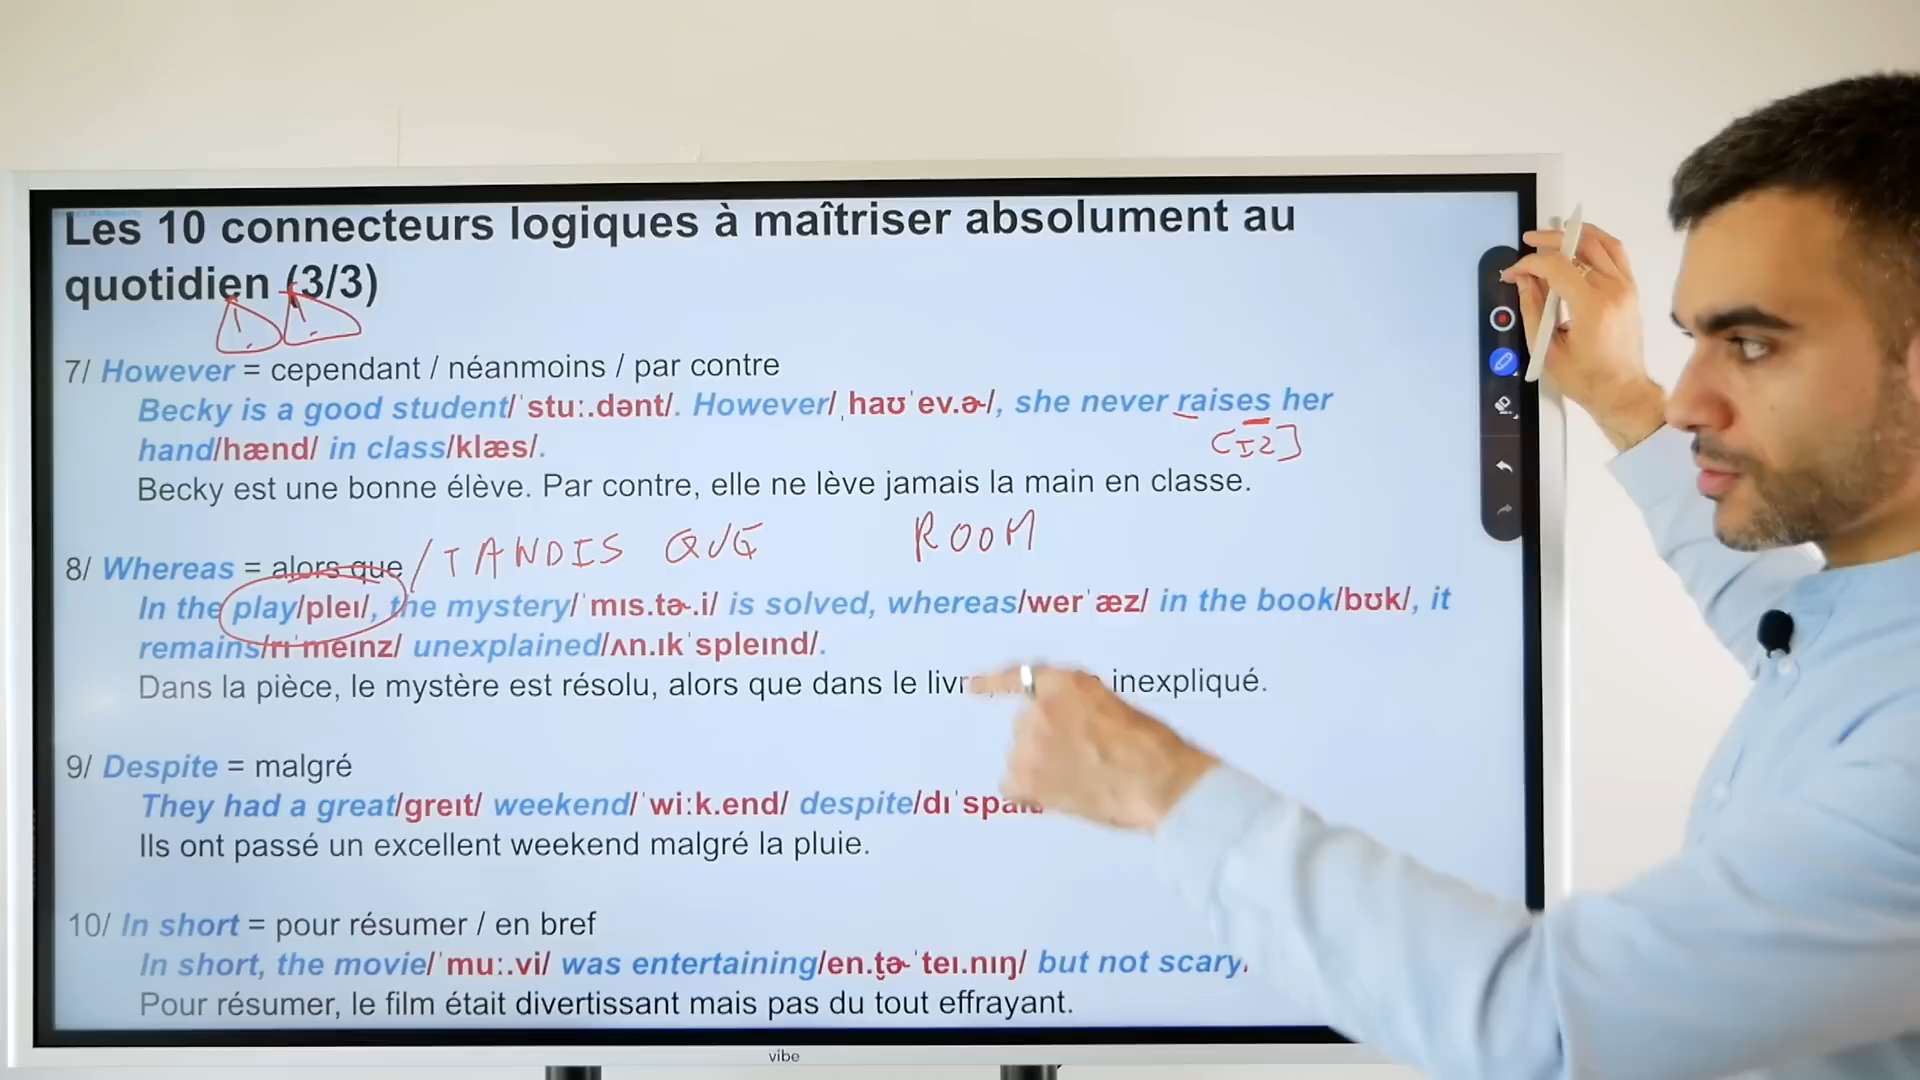 Les 10 connecteurs logiques à maîtriser absolument au
quotidien (3/3)
! !
7/ However = cependant / néanmoins / par contre
Becky is a good student/ˈstuː.dənt/. However/ˌhaʊˈev.ɚ/, she never raises her
[IZ]
hand/hænd/ in class/klæs/.
Becky est une bonne élève. Par contre, elle ne lève jamais la main en classe.
8/ Whereas = alors que / TANDIS QUE ROOM
In the play/pleɪ/, the mystery/ˈmɪs.tɚ.i/ is solved, whereas/werˈæz/ in the book/bʊk/, it
remains/rɪˈmeɪnz/ unexplained/ʌn.ɪkˈspleɪnd/.
Dans la pièce, le mystère est résolu, alors que dans le inexpliqué.
9/ Despite = malgré
They had a great/ɡreɪt/ weekend/ˈwiːk.end/ despite
Ils ont passé un excellent weekend malgré la pluie.
10/ In short = pour résumer / en bref
In short, the movie/ˈmuː.vi/ was entertaining/en.t̬ɚˈteɪ.nɪŋ/ but not scary
Pour résumer, le film était divertissant mais pas du tout effrayant.
vibe